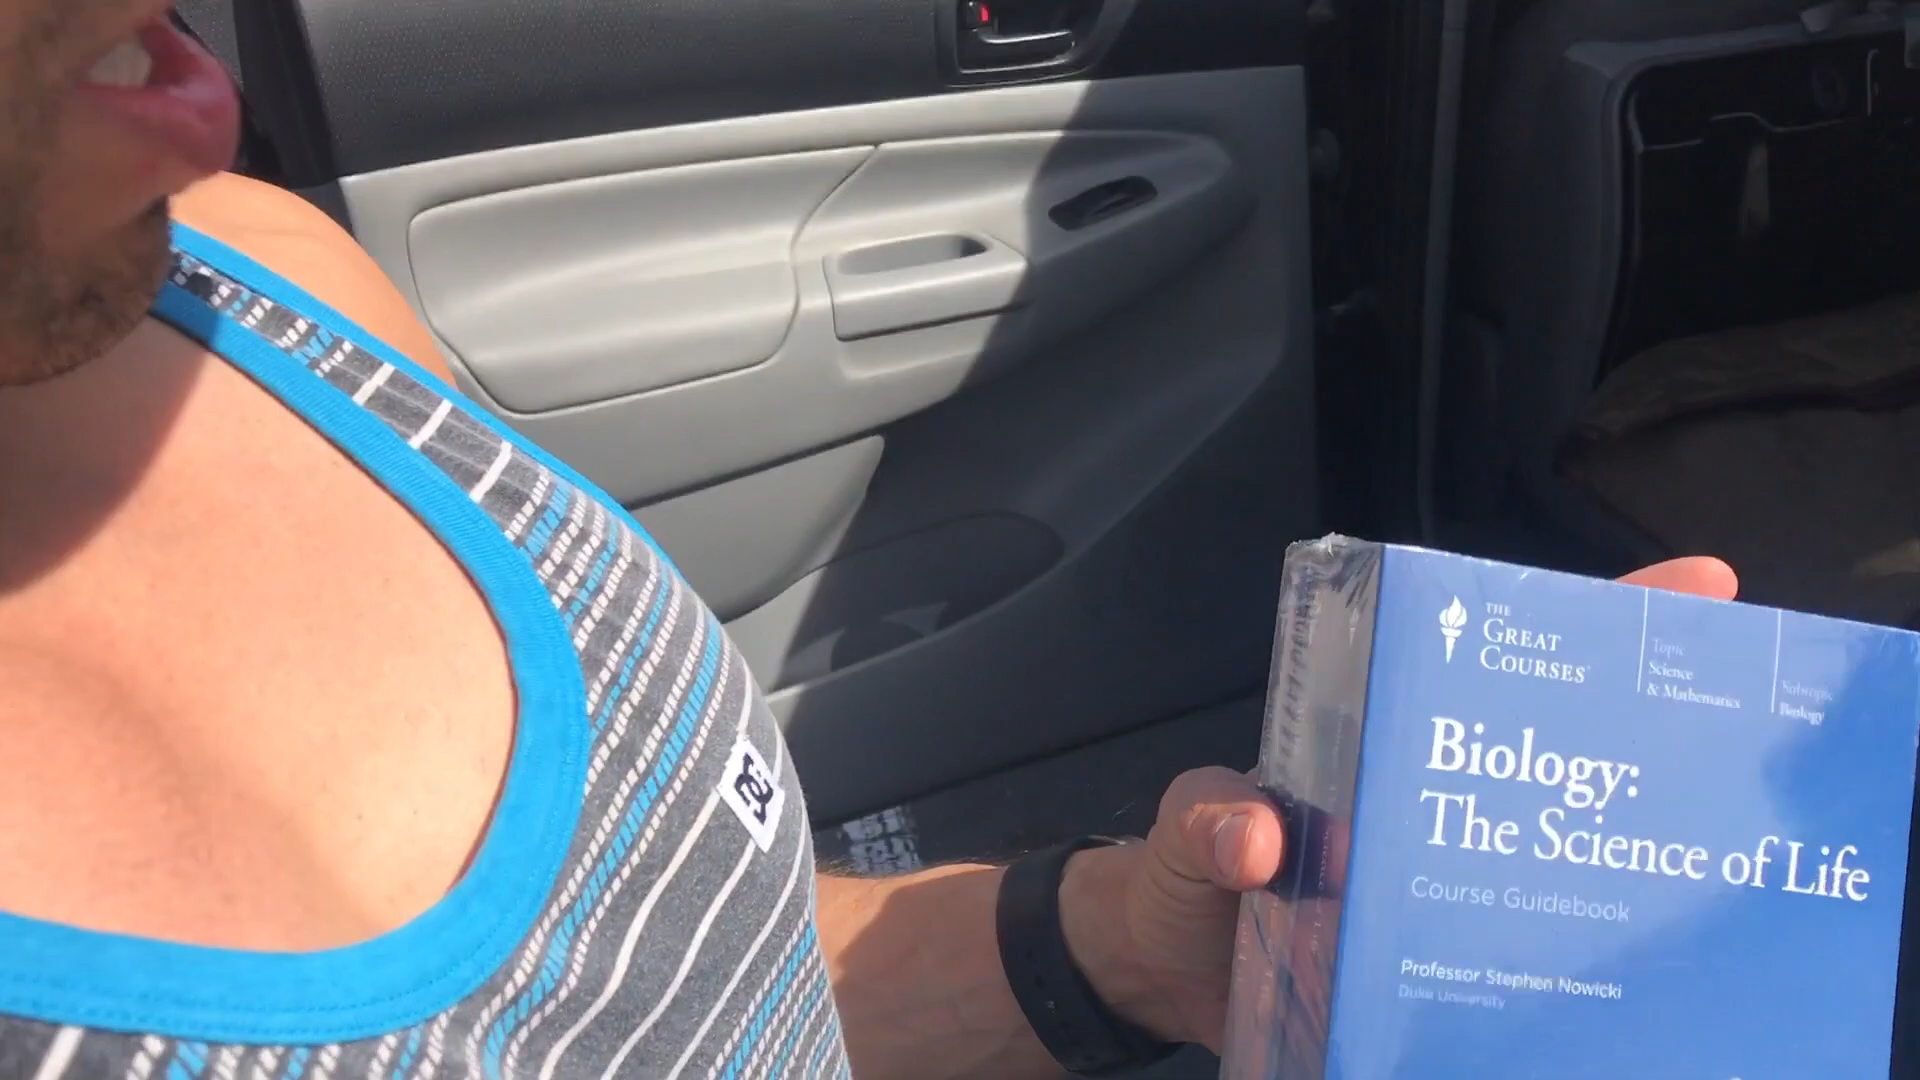 THE
GREAT
COURSES
Topic
Science
& Mathematics
Subtopic
Biology
Biology:
The Science of Life
Course Guidebook
Professor Stephen Nowicki
Duke University